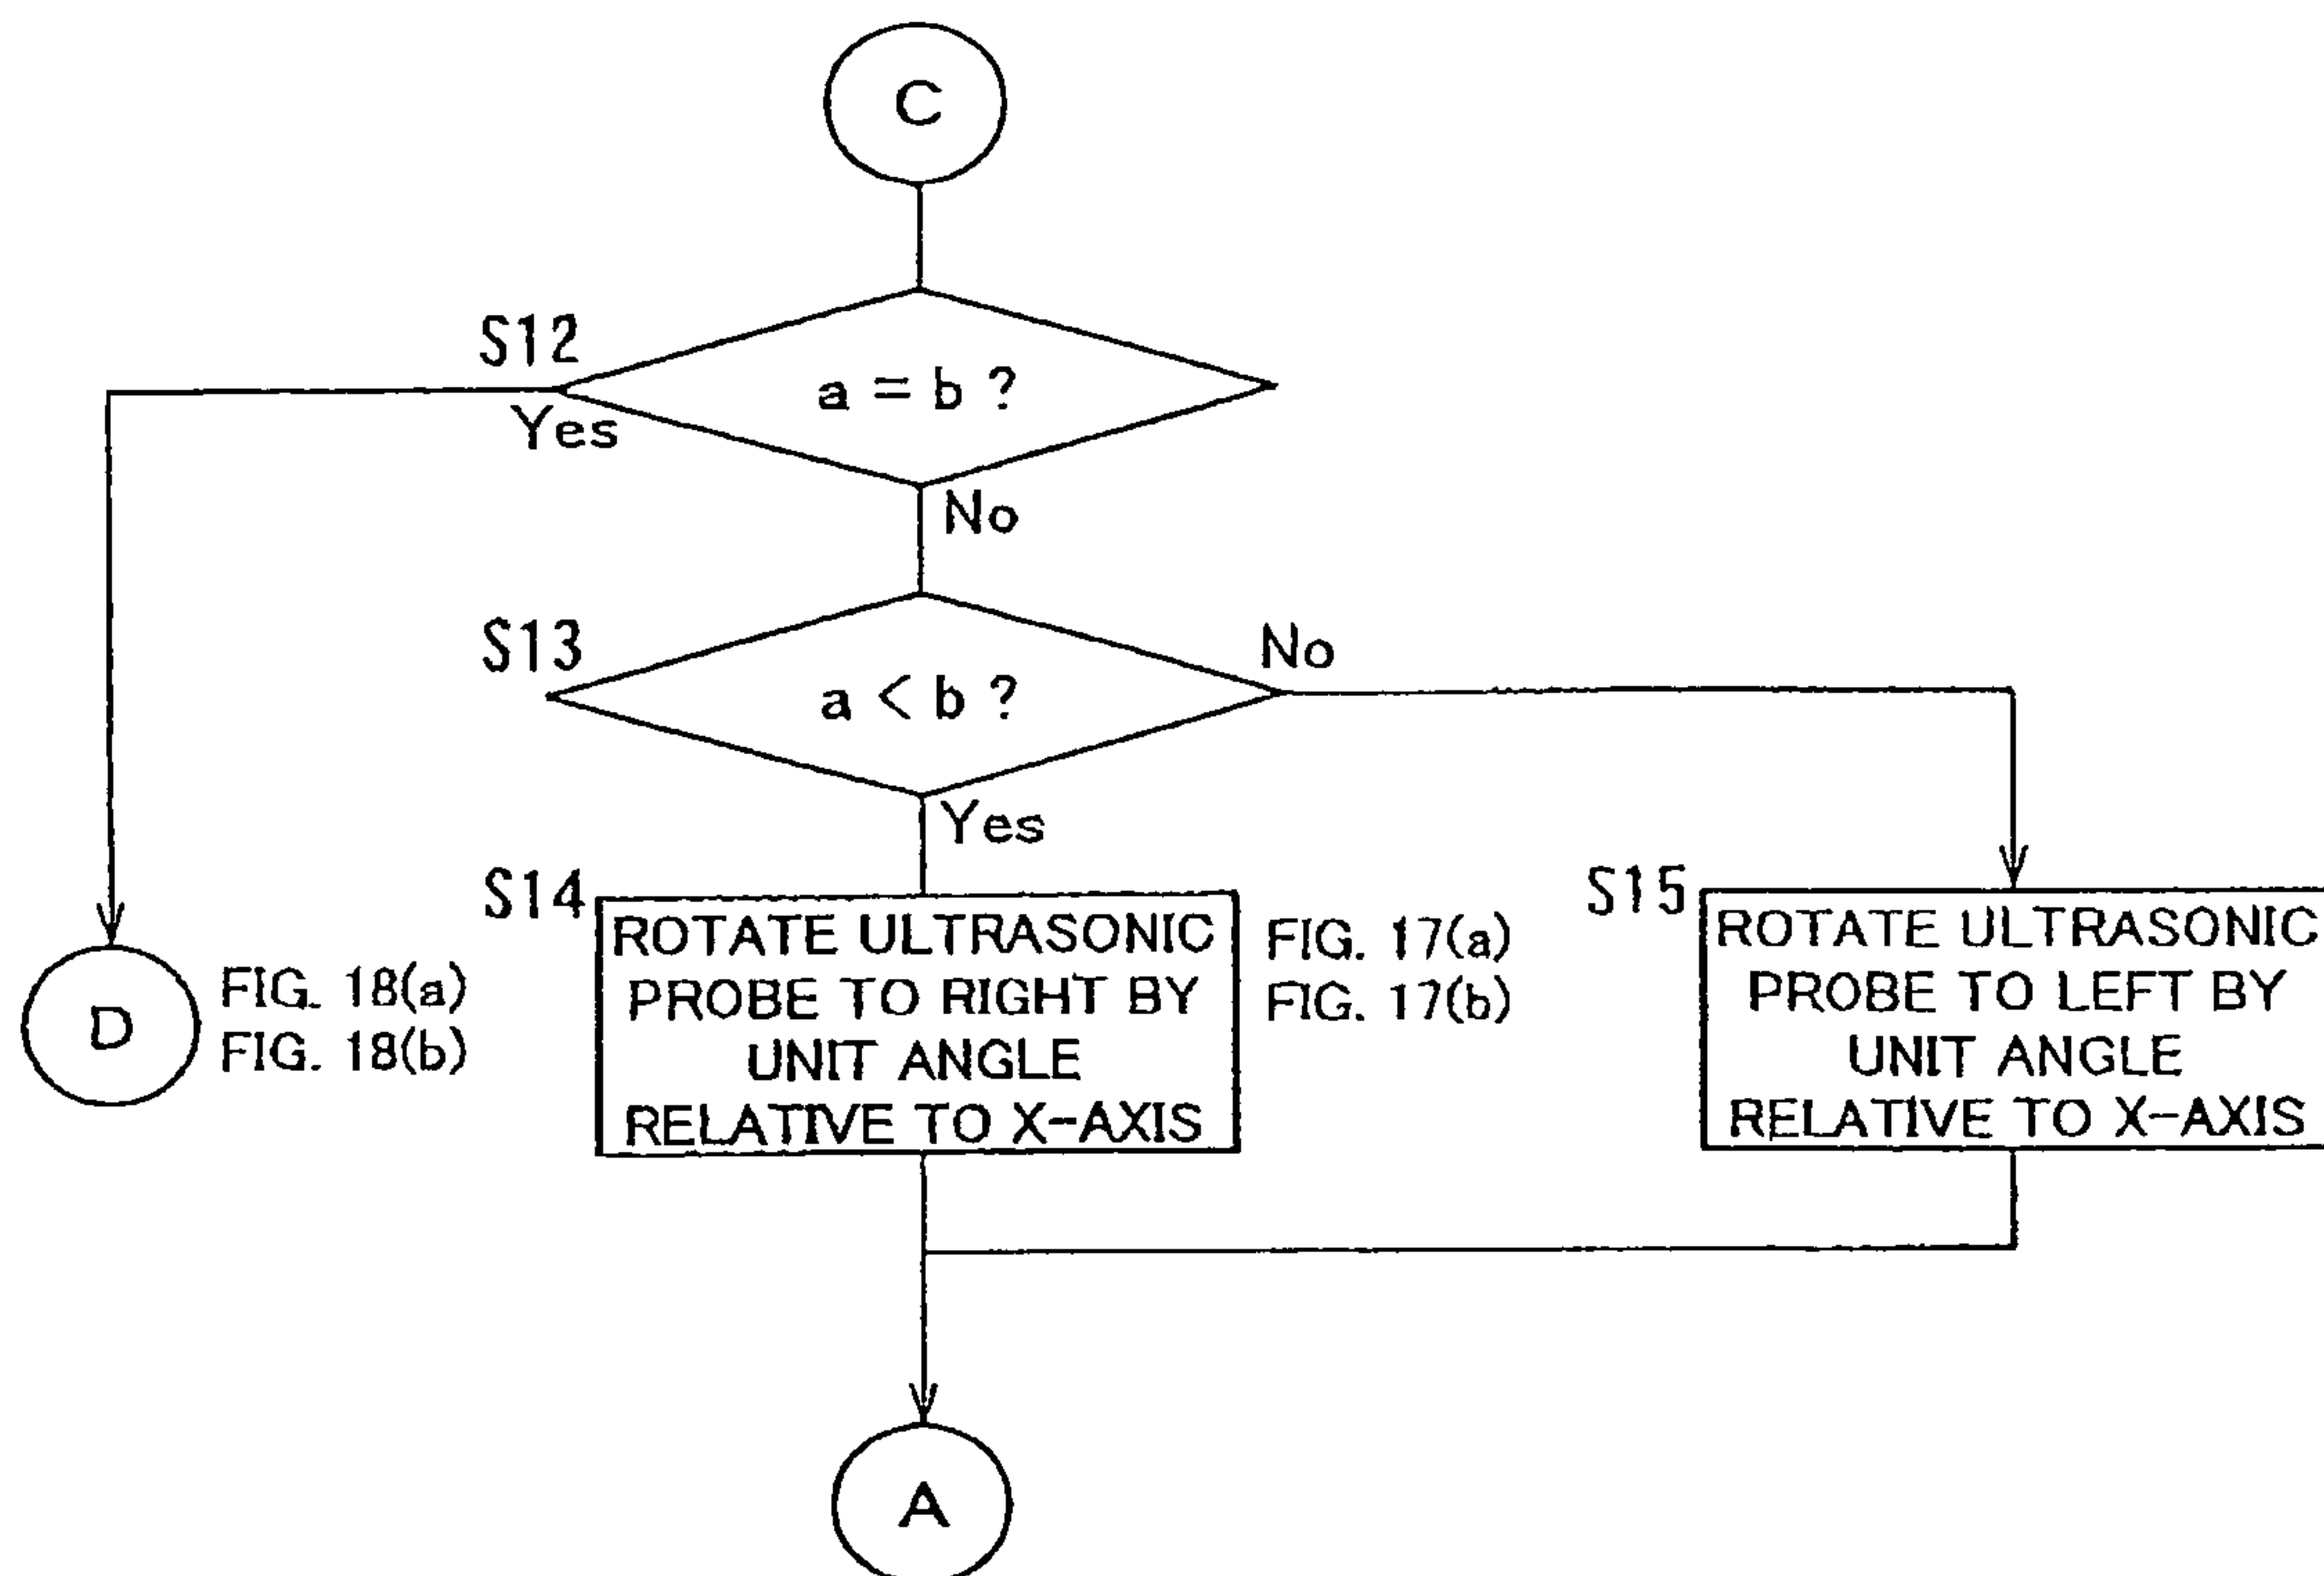 C
S12
a = b ?
Yes
No
S13
a < b ?
No
Yes
S14
ROTATE ULTRASONIC
PROBE TO RIGHT BY
UNIT ANGLE
RELATIVE TO X-AXIS
FIG. 17(a)
FIG. 17(b)
S15
ROTATE ULTRASONIC
PROBE TO LEFT BY
UNIT ANGLE
RELATIVE TO X-AXIS
D
FIG. 18(a)
FIG. 18(b)
A